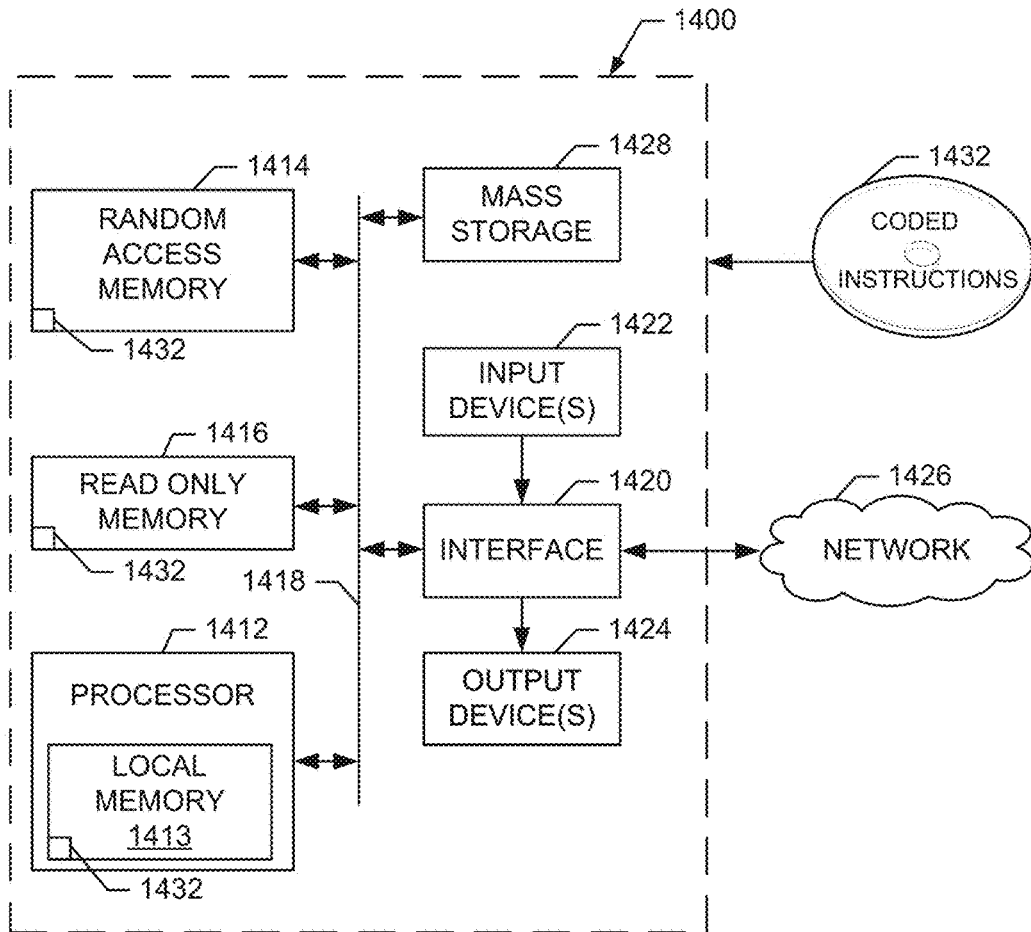 1400
1414
RANDOM
ACCESS
MEMORY
1432
1428
MASS
STORAGE
1432
CODED
INSTRUCTIONS
1422
INPUT
DEVICE(S)
1416
READ ONLY
MEMORY
1432
1418
1420
INTERFACE
1426
NETWORK
1412
PROCESSOR
LOCAL
MEMORY
1413
1432
1424
OUTPUT
DEVICE(S)